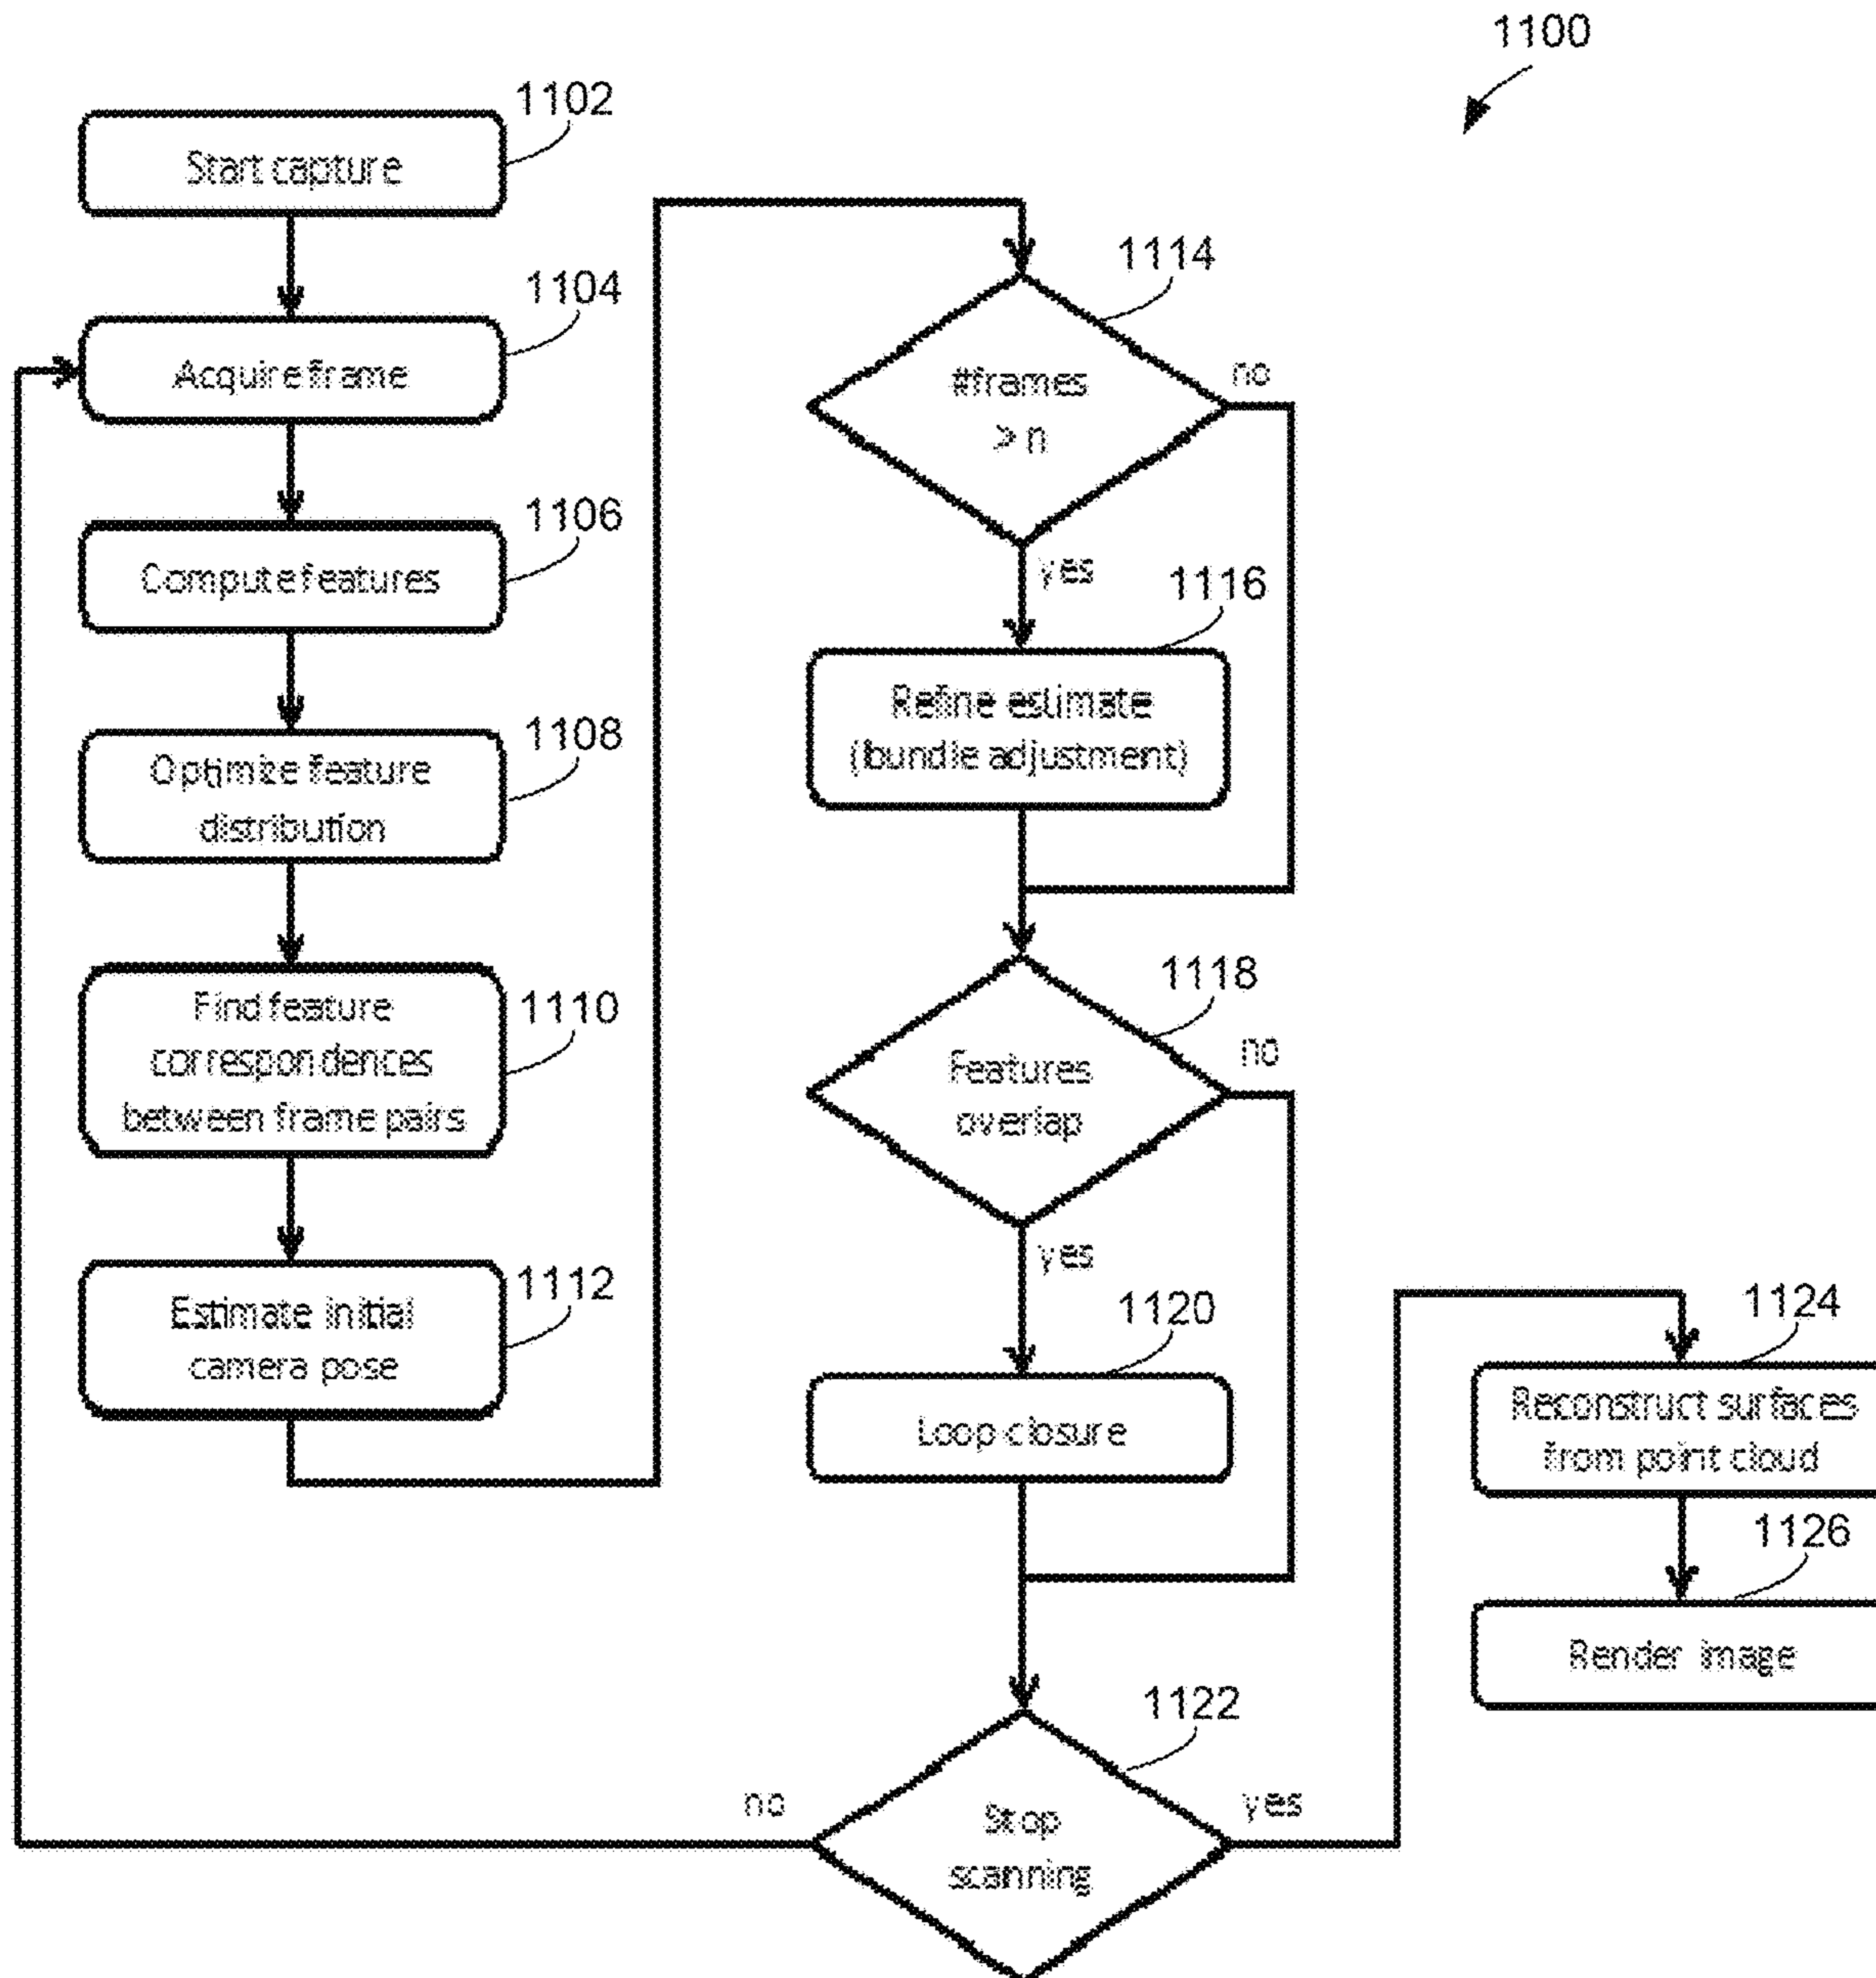 1100
1102
Start capture
1104
Acquire frame
1106
Compute features
1108
Optimize feature
distribution
1110
Find feature
correspondences
between frame pairs
1112
Estimate initial
camera pose
1114
#frames
> n
no
yes
1116
Refine estimate
(bundle adjustment)
1118
Features
overlap
no
yes
1120
Loop closure
1122
Stop
scanning
no
yes
1124
Reconstruct surfaces
from point cloud
1126
Render image